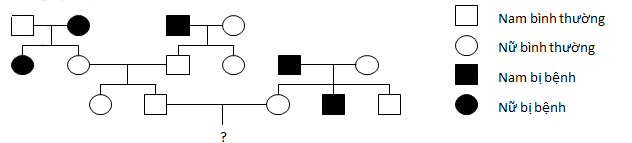 Nam bình thường
Nữ bình thường
Nam bị bệnh
Nữ bị bệnh
?